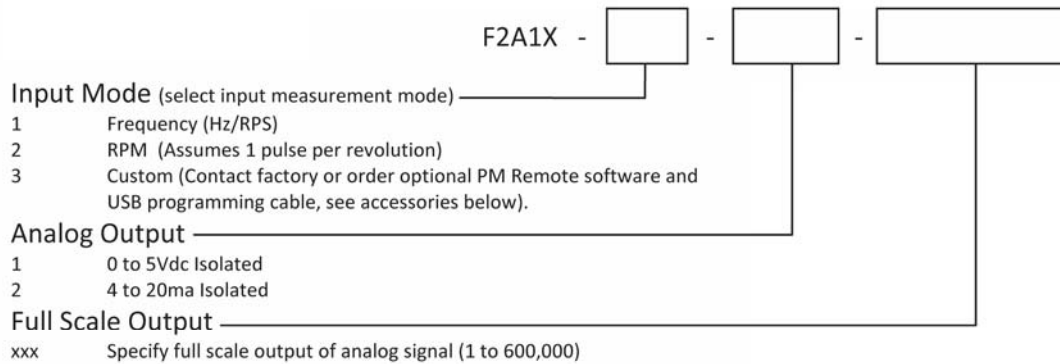 F2A1X - - -
Input Mode (select input measurement mode)
1 Frequency (Hz/RPS)
2 RPM (Assumes 1 pulse per revolution)
3 Custom (Contact factory or order optional PM Remote software and
USB programming cable, see accessories below).
Analog Output
1 0 to 5Vdc Isolated
2 4 to 20ma Isolated
Full Scale Output
xxx Specify full scale output of analog signal (1 to 600,000)